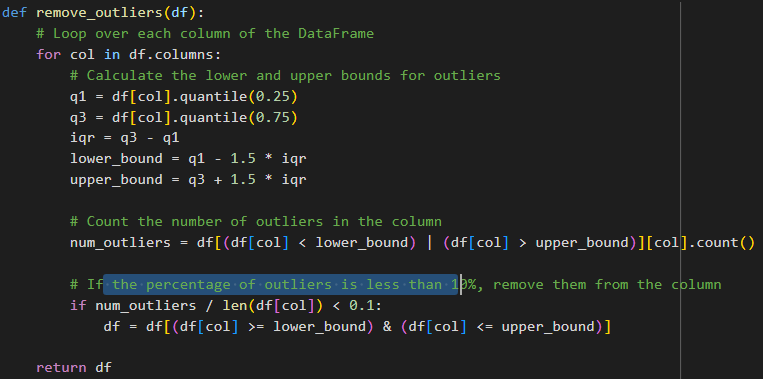 def remove_outliers(df):
    # Loop over each column of the DataFrame
    for col in df.columns:
        # Calculate the lower and upper bounds for outliers
        q1 = df[col].quantile(0.25)
        q3 = df[col].quantile(0.75)
        iqr = q3 - q1
        lower_bound = q1 - 1.5 * iqr
        upper_bound = q3 + 1.5 * iqr

        # Count the number of outliers in the column
        num_outliers = df[(df[col] < lower_bound) | (df[col] > upper_bound)][col].count()

        # If the percentage of outliers is less than 10%, remove them from the column
        if num_outliers / len(df[col]) < 0.1:
            df = df[(df[col] >= lower_bound) & (df[col] <= upper_bound)]

    return df